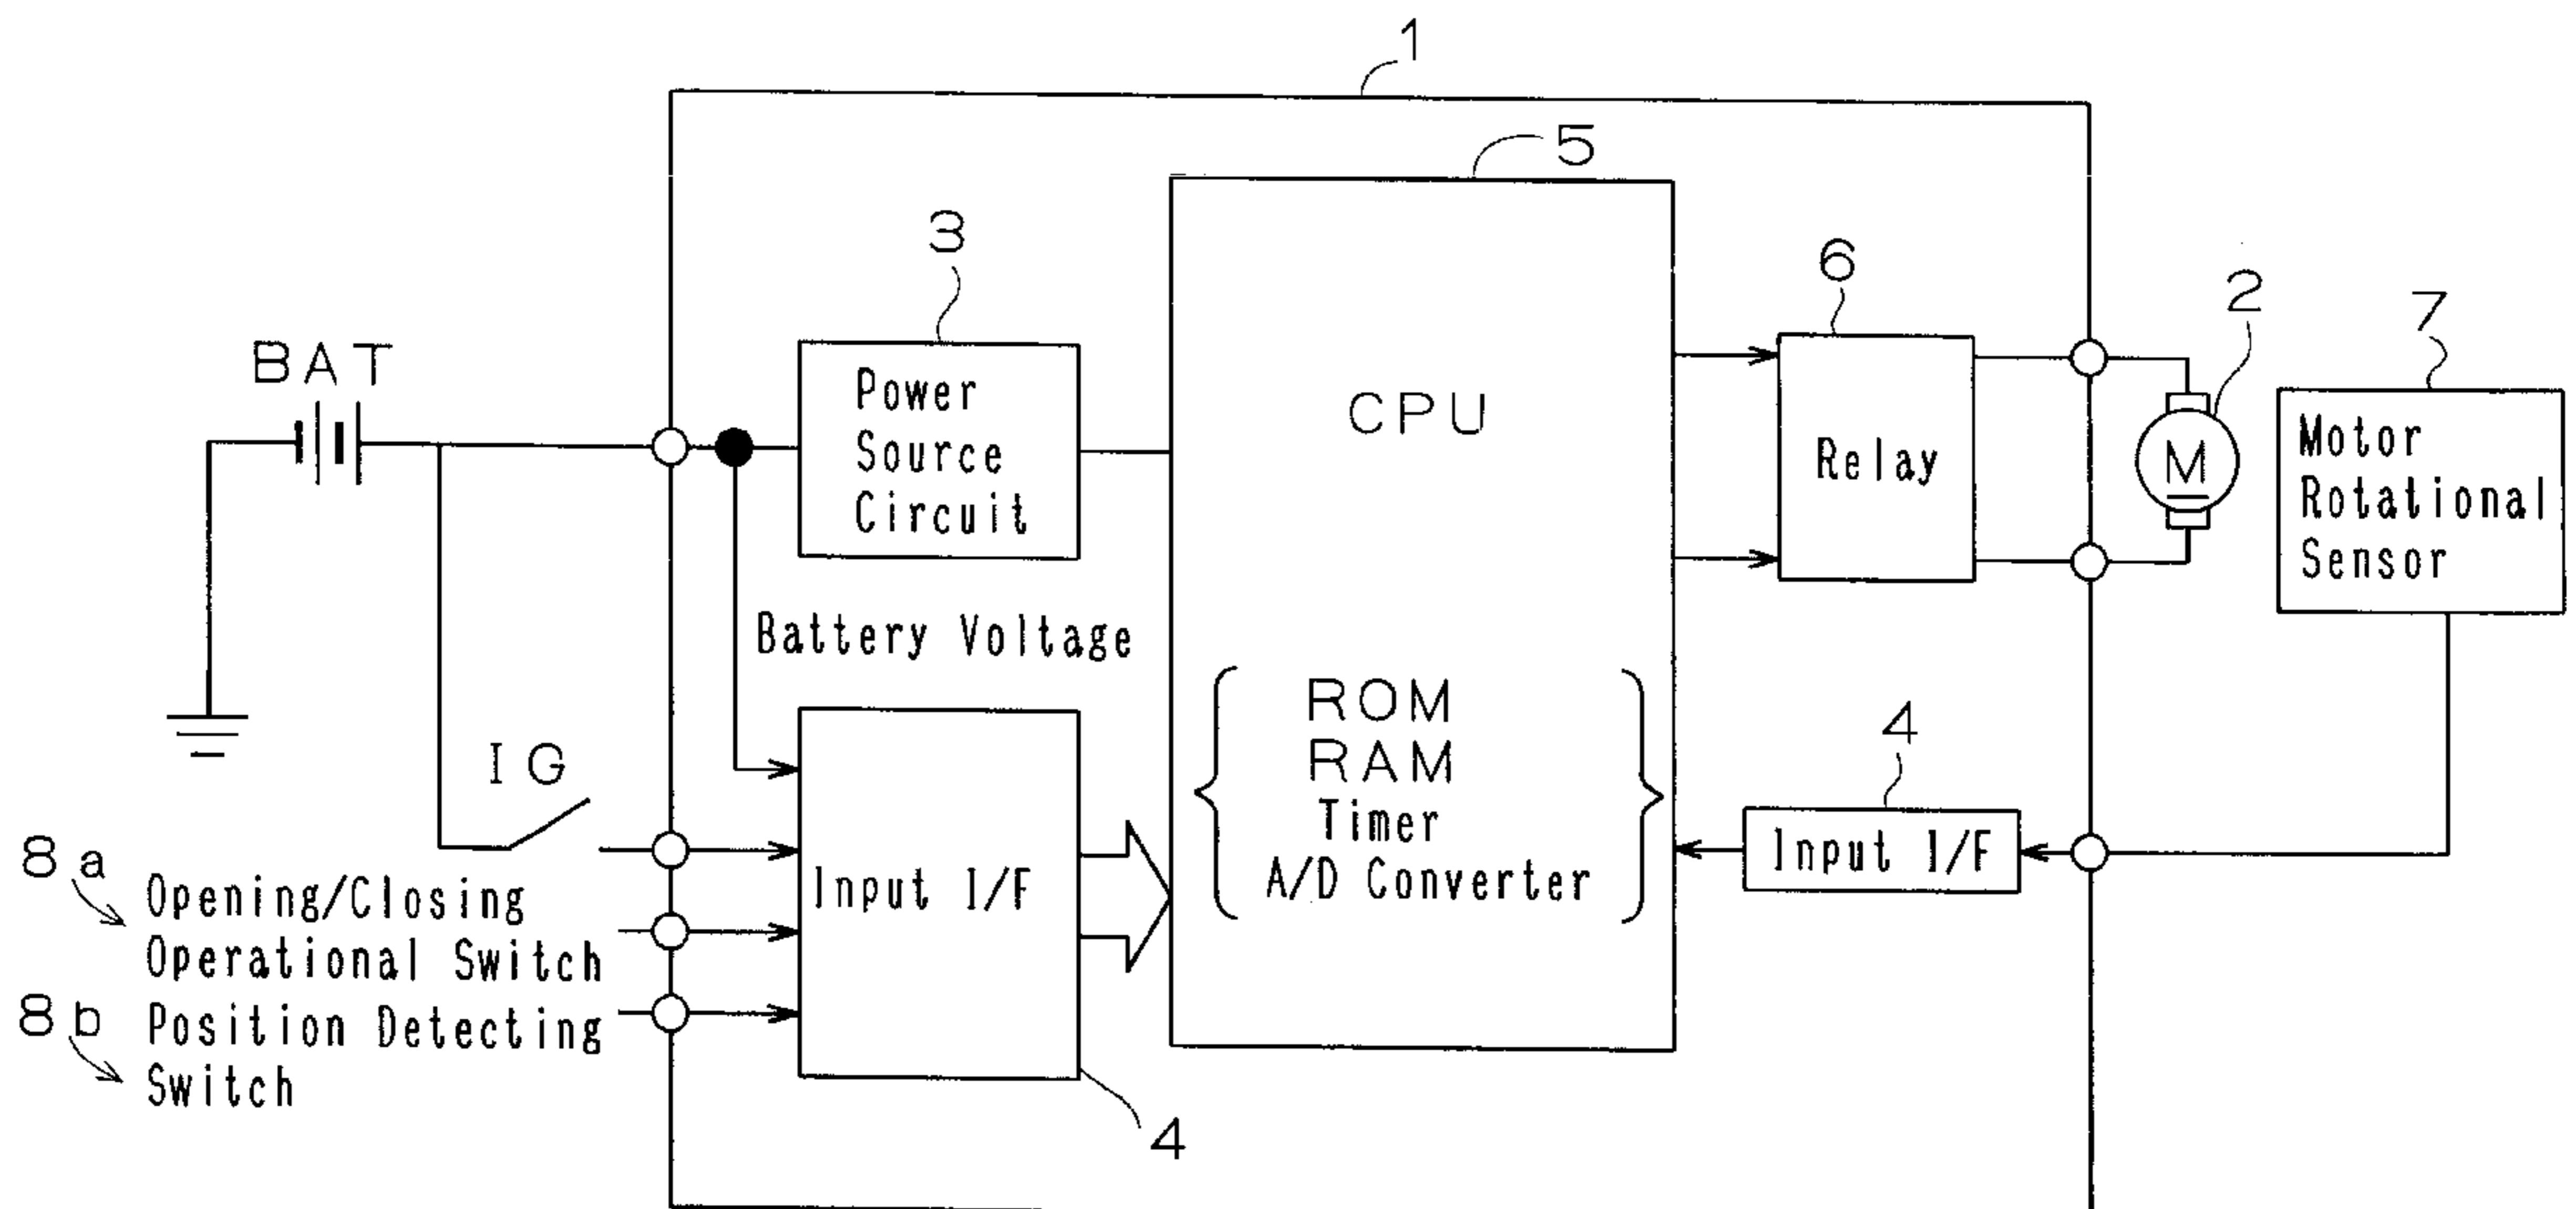 1
5
3
6
2
7
BAT
Power
Source
Circuit
CPU
Relay
M
Motor
Rotational
Sensor
Battery Voltage
ROM
RAM
Timer
A/D Converter
4
Input I/F
IG
8a
Opening/Closing
Operational Switch
8b
Position Detecting
Switch
Input I/F
4